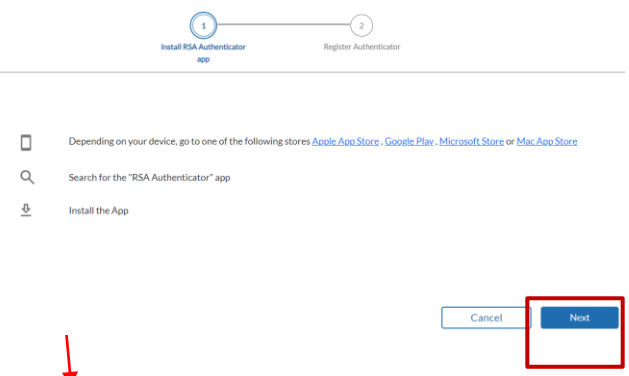 1
2
Install RSA Authenticator
app
Register Authenticator
Depending on your device, go to one of the following stores Apple App Store , Google Play , Microsoft Store or Mac App Store
Search for the "RSA Authenticator" app
Install the App
Cancel
Next